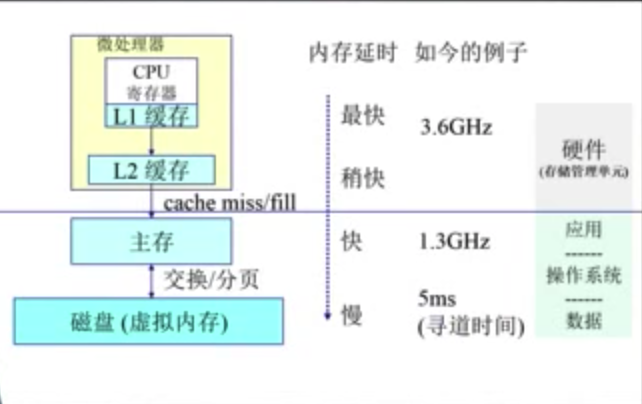 微处理器
CPU
寄存器
L1 缓存
L2 缓存
cache miss/fill
主存
交换/分页
磁盘 (虚拟内存)
内存延时
最快
稍快
快
慢
如今的例子
3.6GHz
1.3GHz
5ms
(寻道时间)
硬件
(存储管理单元)
应用
------
操作系统
------
数据